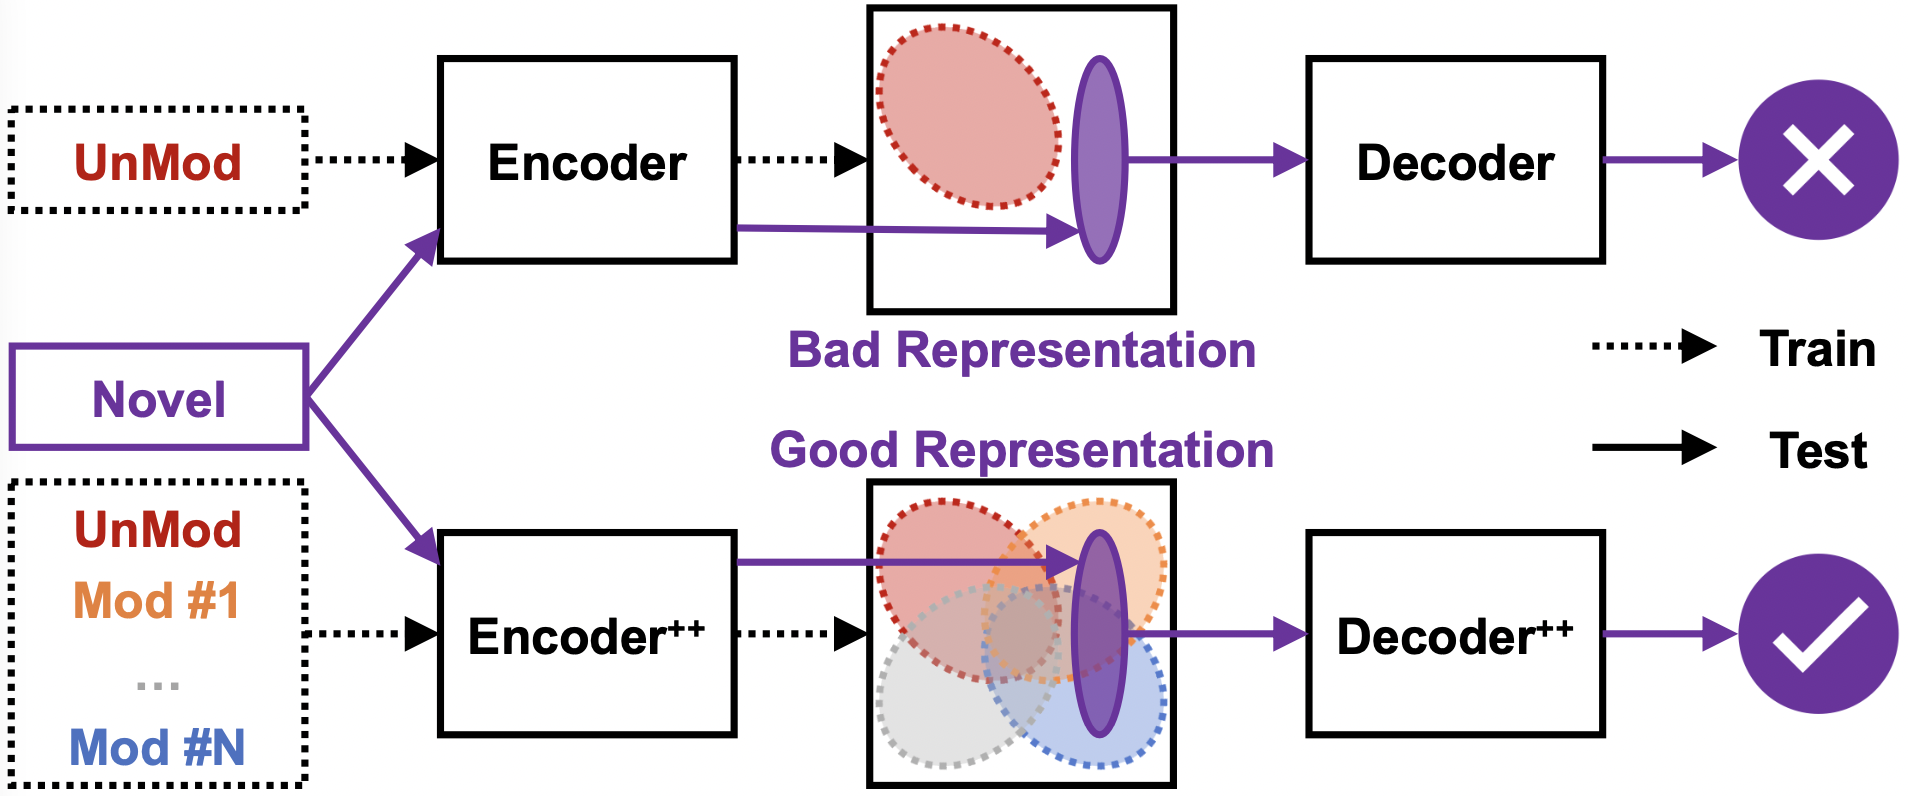 UnMod
Encoder
Decoder
Bad Representation
Train
Novel
Good Representation
Test
UnMod
Mod #1
...
Mod #N
Encoder++
Decoder++